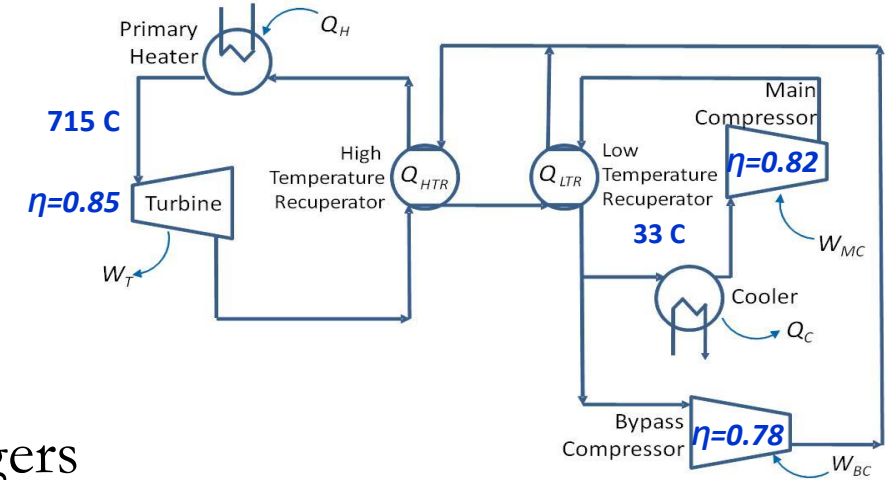 Primary
Heater
Q_H
715 C
η=0.85
Turbine
W_T
High
Temperature
Recuperator
Q_HTR
Q_LTR
Low
Temperature
Recuperator
Main
Compressor
η=0.82
W_MC
33 C
Cooler
Q_C
Bypass
Compressor
η=0.78
W_BC
gers